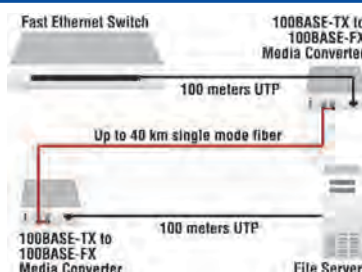 Fast Ethernet Switch
100BASE-TX to
100BASE-FX
Media Converter
100 meters UTP
Up to 40 km single mode fiber
100 meters UTP
100BASE-TX to
100BASE-FX
Media Converter
File Server